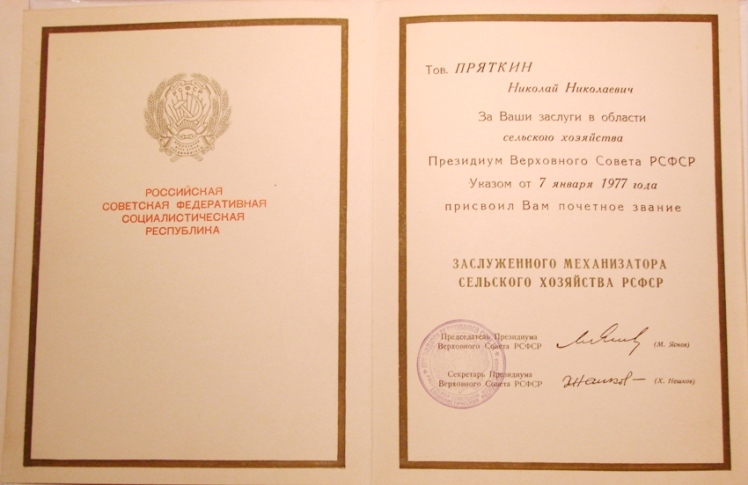 РОССИЙСКАЯ
СОВЕТСКАЯ ФЕДЕРАТИВНАЯ
СОЦИАЛИСТИЧЕСКАЯ
РЕСПУБЛИКА
Тов. ПРЯТКИН
Николай Николаевич
За Ваши заслуги в области
сельского хозяйства
Президиум Верховного Совета РСФСР
Указом от 7 января 1977 года
присвоил Вам почетное звание
ЗАСЛУЖЕННОГО МЕХАНИЗАТОРА
СЕЛЬСКОГО ХОЗЯЙСТВА РСФСР
Председатель Президиума
Верховного Совета РСФСР
(М. Яснов)
Секретарь Президиума
Верховного Совета РСФСР
(Х. Нешков)